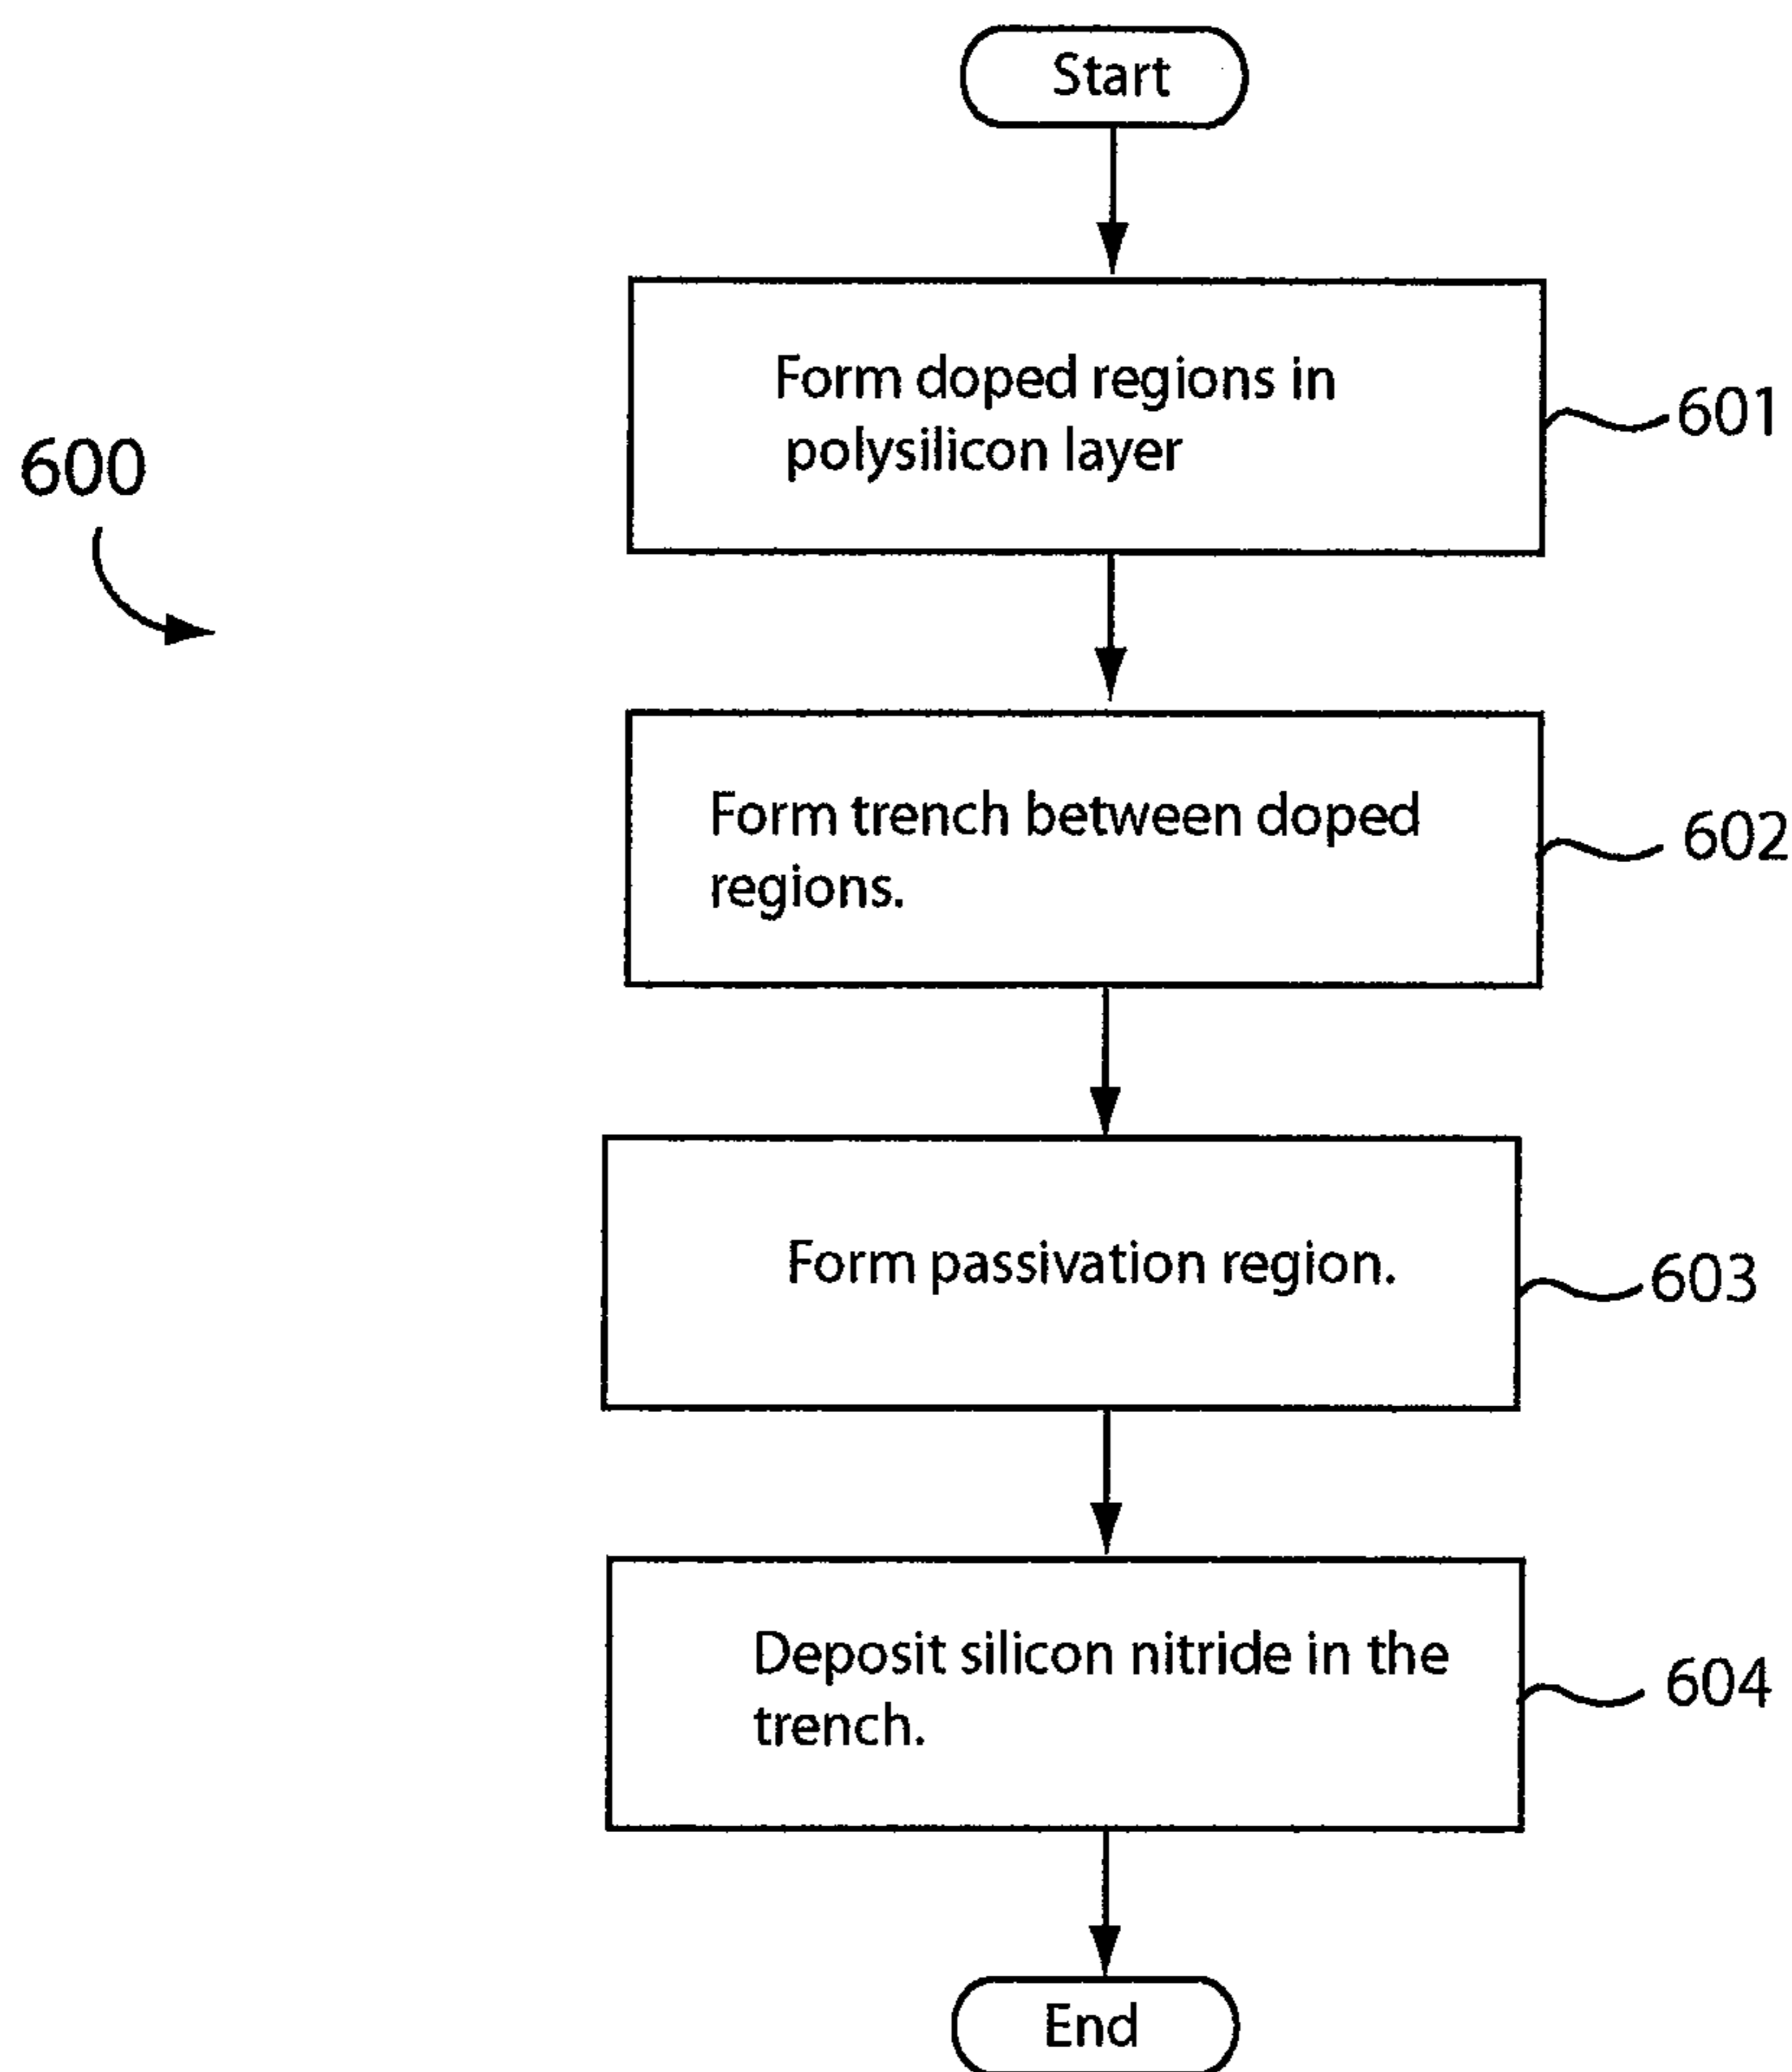 Start
Form doped regions in
polysilicon layer
601
600
Form trench between doped
regions.
602
Form passivation region.
603
Deposit silicon nitride in the
trench.
604
End